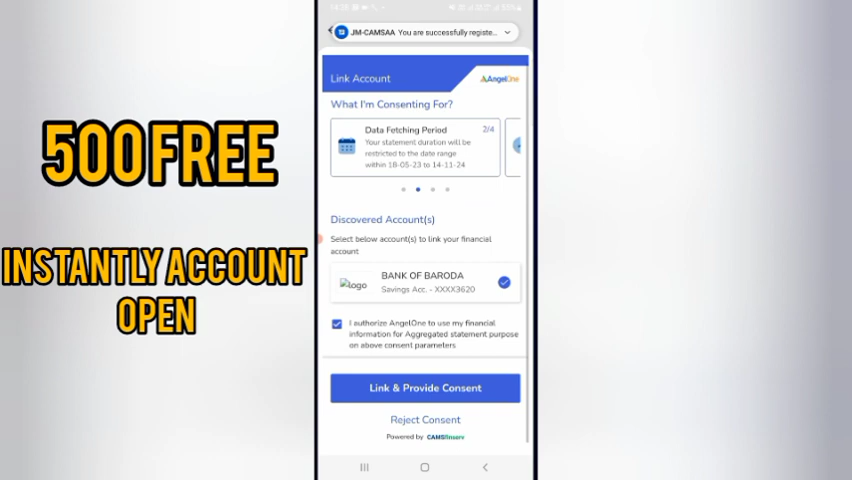 500 FREE
INSTANTLY ACCOUNT
OPEN
JM-CAMSAA You are successfully registe...
Link Account
AngelOne
What I'm Consenting For?
Data Fetching Period
2/4
Your statement duration will be
restricted to the date range
within 18-05-23 to 14-11-24
Discovered Account(s)
Select below account(s) to link your financial
account
logo
BANK OF BARODA
Savings Acc. - XXXX3620
I authorize AngelOne to use my financial
information for Aggregated statement purpose
on above consent parameters
Link & Provide Consent
Reject Consent
Powered by CAMSfinserv